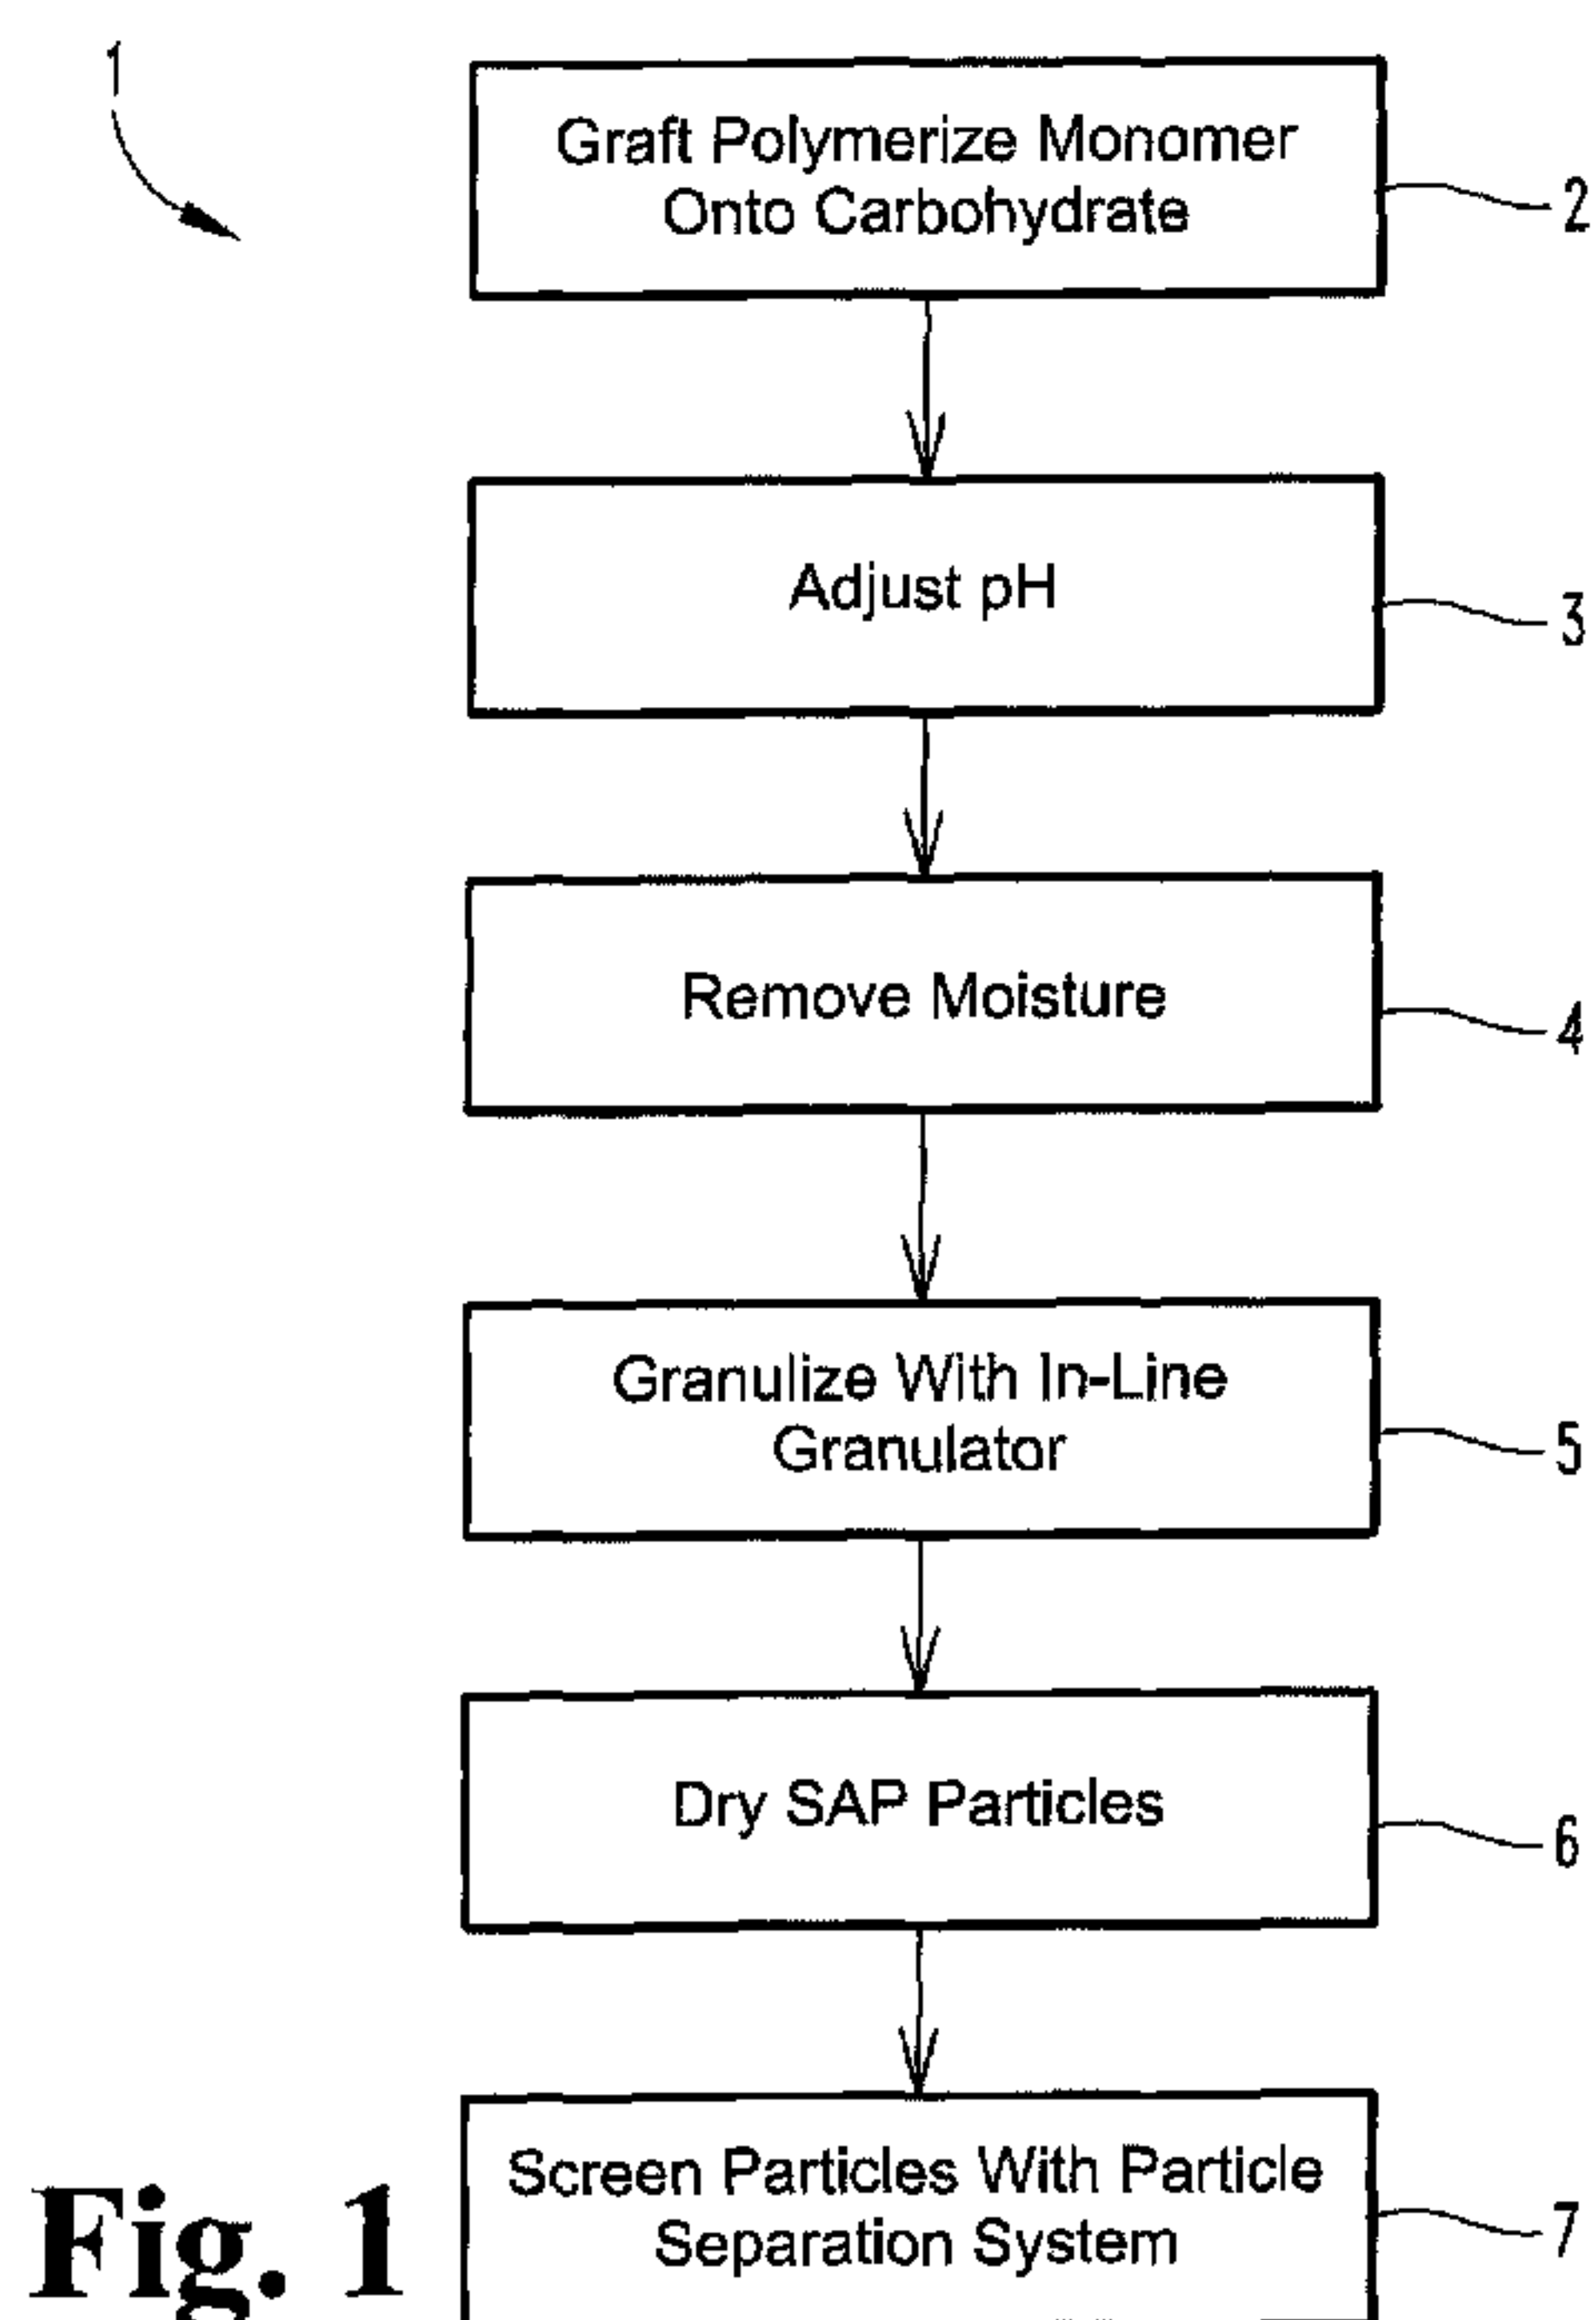 1
Graft Polymerize Monomer
Onto Carbohydrate
2
Adjust pH
3
Remove Moisture
4
Granulize With In-Line
Granulator
5
Dry SAP Particles
6
Screen Particles With Particle
Separation System
7
Fig. 1